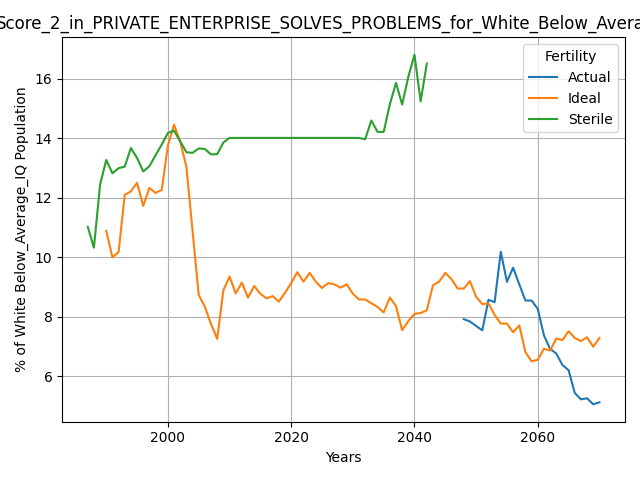 Score_2_in_PRIVATE_ENTERPRISE_SOLVES_PROBLEMS_for_White_Below_Avera
Fertility
Actual
Ideal
Sterile
% of White Below_Average_IQ Population
16
14
12
10
8
6
2000 2020 2040 2060
Years